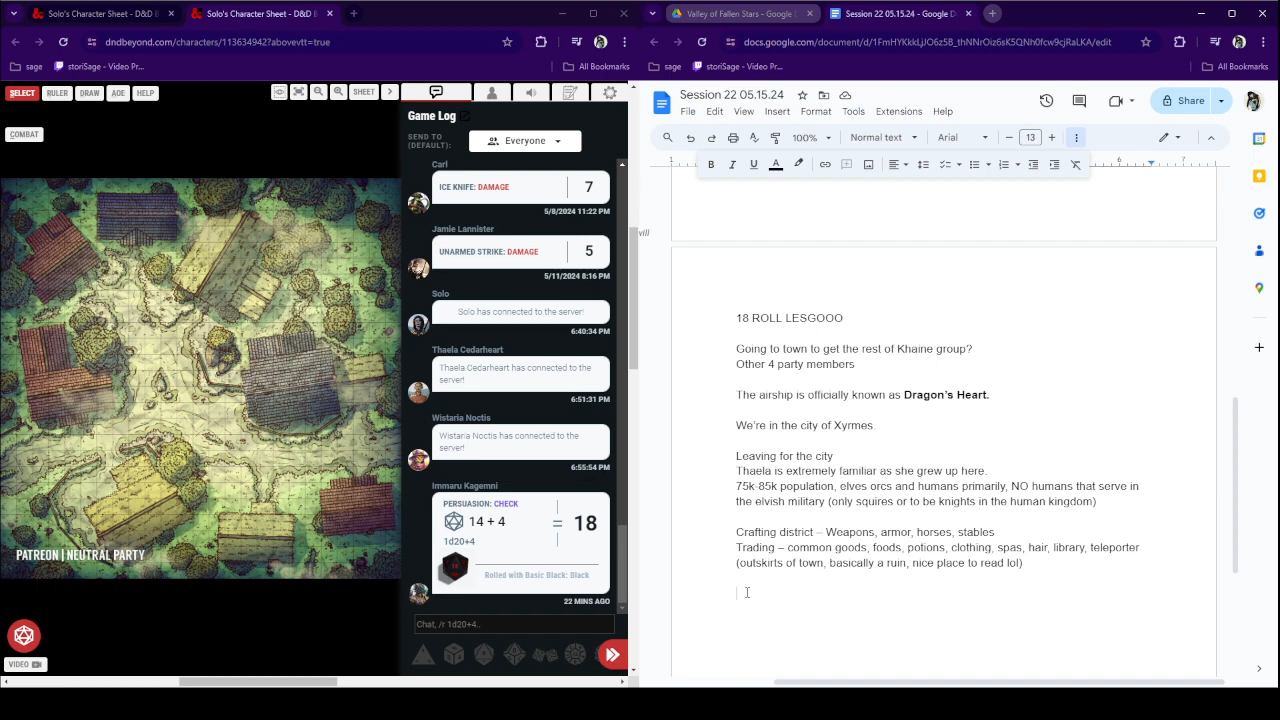 Solo's Character Sheet - D&D B
Solo's Character Sheet - D&D B
dndbeyond.com/characters/113634942?abovevtt=true
sage
storiSage - Video Pr...
All Bookmarks
SELECT
RULER
DRAW
AOE
HELP
SHEET
COMBAT
Game Log
SEND TO
(DEFAULT):
Everyone
Carl
ICE KNIFE: DAMAGE
7
5/8/2024 11:22 PM
Jamie Lannister
UNARMED STRIKE: DAMAGE
5
5/11/2024 8:16 PM
Solo
Solo has connected to the server!
6:40:34 PM
Thaela Cedarheart
Thaela Cedarheart has connected to the
server!
6:51:31 PM
Wistaria Noctis
Wistaria Noctis has connected to the
server!
6:55:54 PM
Immaru Kagemni
PERSUASION: CHECK
14 + 4
= 18
1d20+4
Rolled with Basic Black: Black
22 MINS AGO
Chat, /r 1d20+4..
PATREON | NEUTRAL PARTY
VIDEO
Valley of Fallen Stars - Google D
Session 22 05.15.24 - Google D
docs.google.com/document/d/1FmHYKkkLjJO6z5B_thNNrOiz6sK5QNh0fcw9cjRaLKA/edit
sage
storiSage - Video Pr...
All Bookmarks
Session 22 05.15.24
File
Edit
View
Insert
Format
Tools
Extensions
Help
Share
100%
Normal text
Arial
13
B I U A
1
6
7
vill
18 ROLL LESGOOO
Going to town to get the rest of Khaine group?
Other 4 party members
The airship is officially known as Dragon's Heart.
We're in the city of Xyrmes.
Leaving for the city
Thaela is extremely familiar as she grew up here.
75k-85k population, elves orcs and humans primarily, NO humans that serve in
the elvish military (only squires or to be knights in the human kingdom)
Crafting district – Weapons, armor, horses, stables
Trading – common goods, foods, potions, clothing, spas, hair, library, teleporter
(outskirts of town, basically a ruin, nice place to read lol)